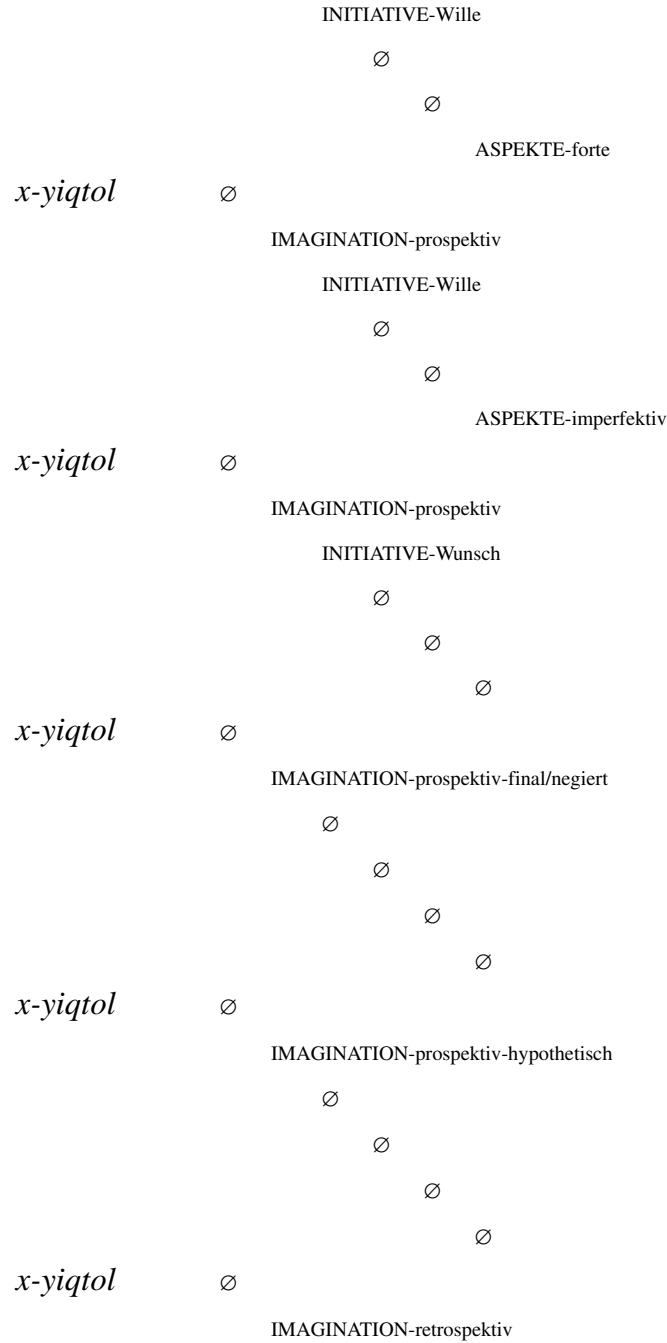 INITIATIVE-Wille
∅
∅
ASPEKTE-forte
x-yiqtol ∅
IMAGINATION-prospektiv
INITIATIVE-Wille
∅
∅
ASPEKTE-imperfektiv
x-yiqtol ∅
IMAGINATION-prospektiv
INITIATIVE-Wunsch
∅
∅
∅
x-yiqtol ∅
IMAGINATION-prospektiv-final/negiert
∅
∅
∅
∅
x-yiqtol ∅
IMAGINATION-prospektiv-hypothetisch
∅
∅
∅
∅
x-yiqtol ∅
IMAGINATION-retrospektiv